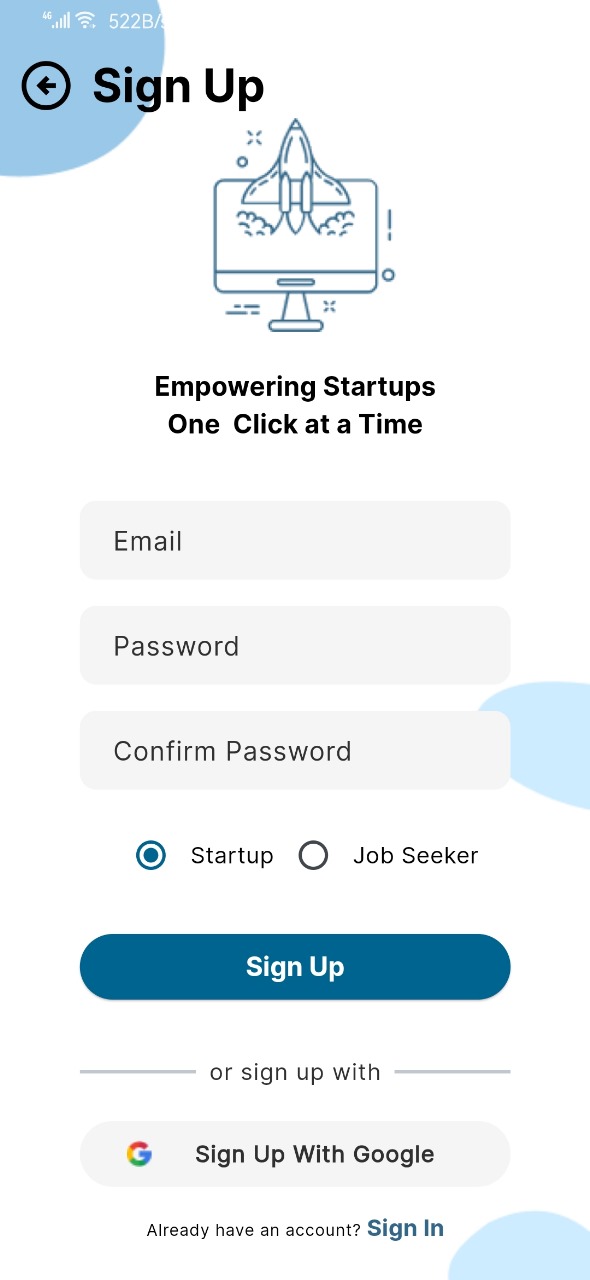 4G 522B/s
Sign Up
Empowering Startups
One  Click at a Time
Email
Password
Confirm Password
Startup Job Seeker
Sign Up
or sign up with
Sign Up With Google
Already have an account? Sign In